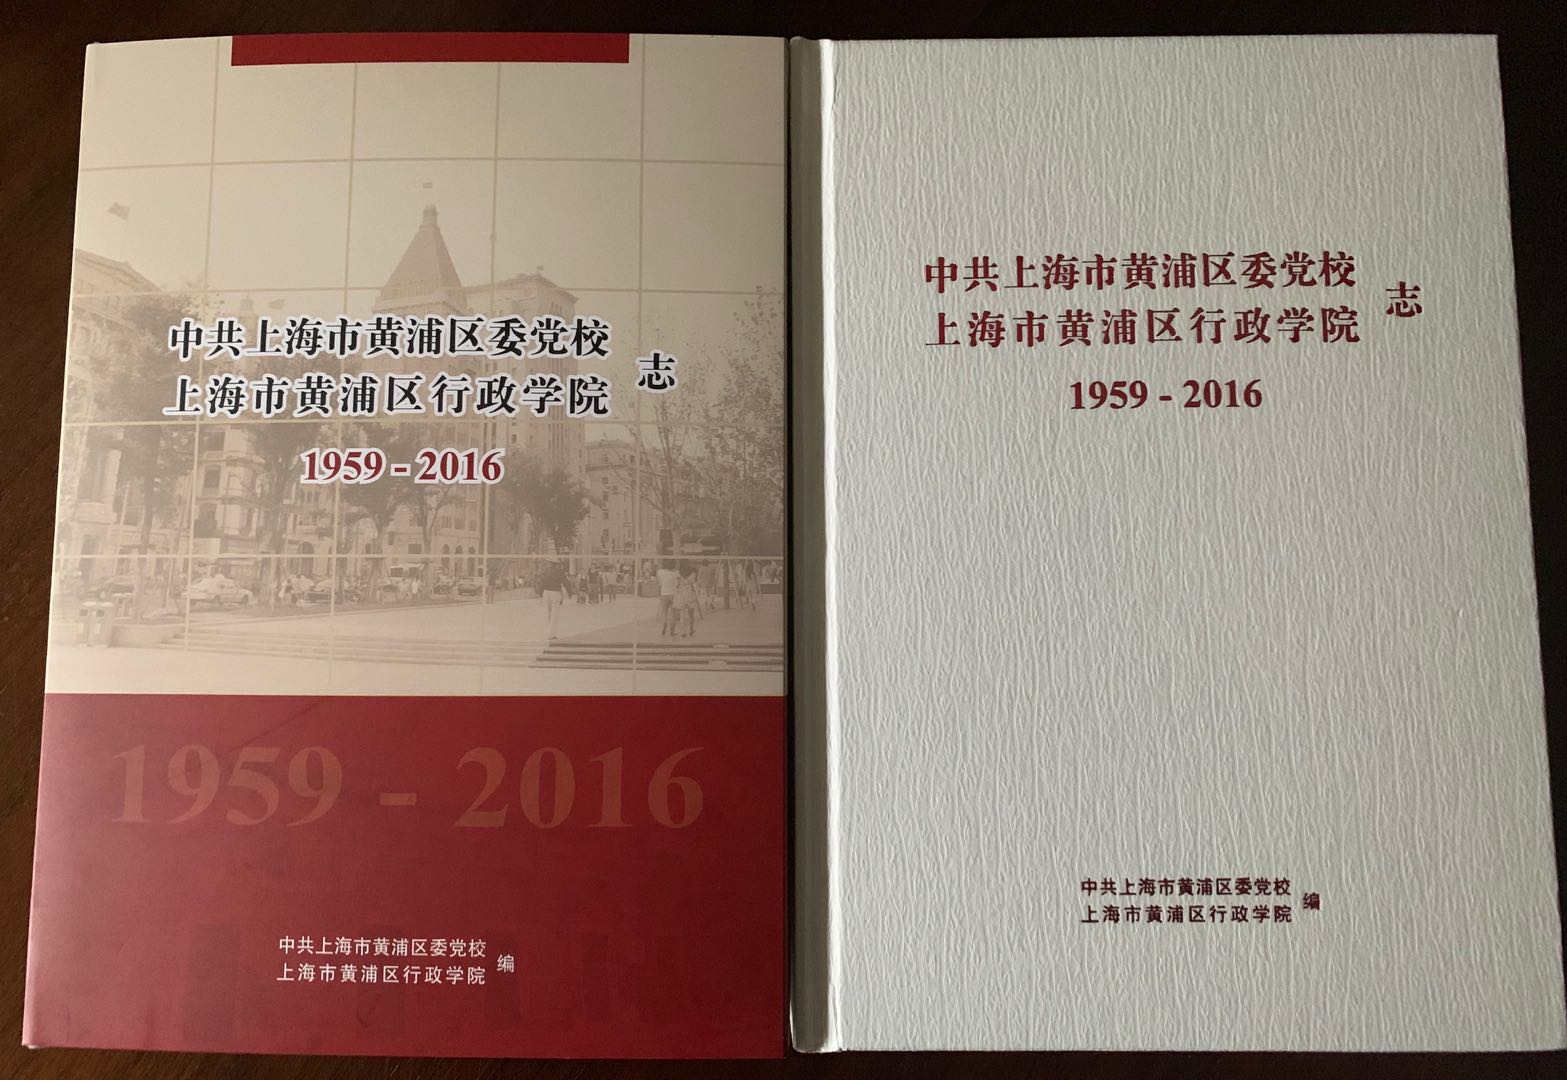 中共上海市黄浦区委党校
上海市黄浦区行政学院
志
1959 - 2016
1959 - 2016
中共上海市黄浦区委党校
上海市黄浦区行政学院
编
中共上海市黄浦区委党校
上海市黄浦区行政学院
志
1959 - 2016
中共上海市黄浦区委党校
上海市黄浦区行政学院
编